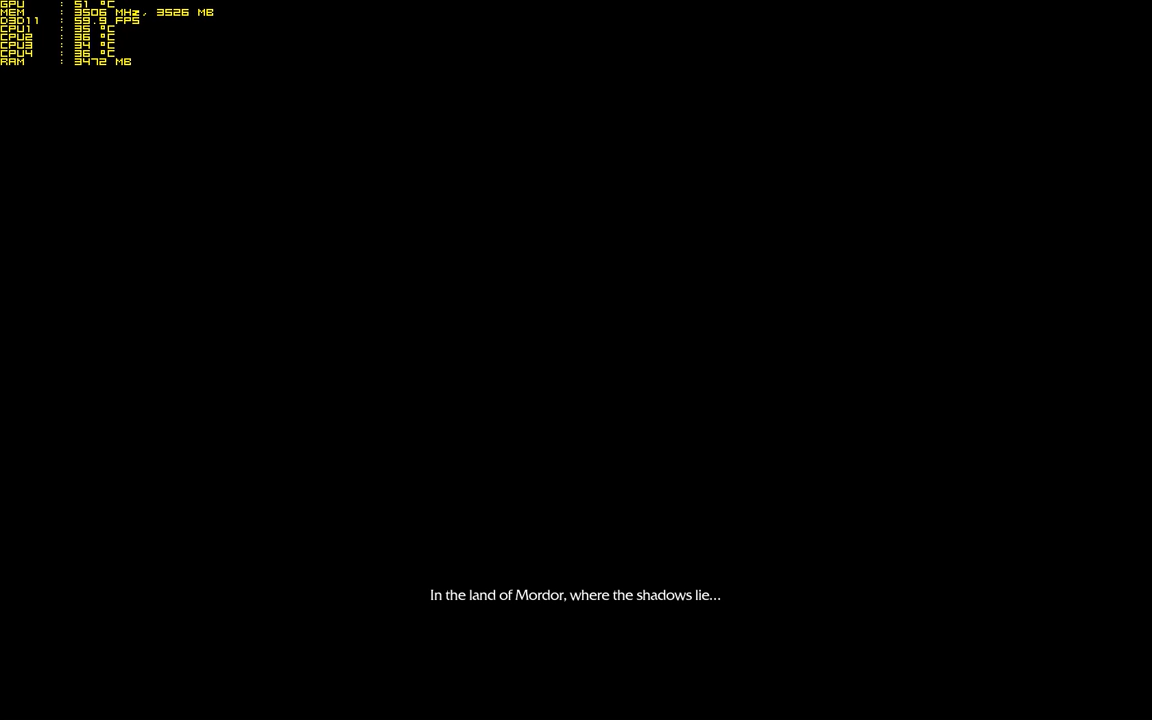 GPU : 51 °C
MEM : 3506 MHz, 3526 MB
D3D11 : 59.9 FPS
CPU1 : 35 °C
CPU2 : 36 °C
CPU3 : 34 °C
CPU4 : 36 °C
RAM : 3472 MB
In the land of Mordor, where the shadows lie...